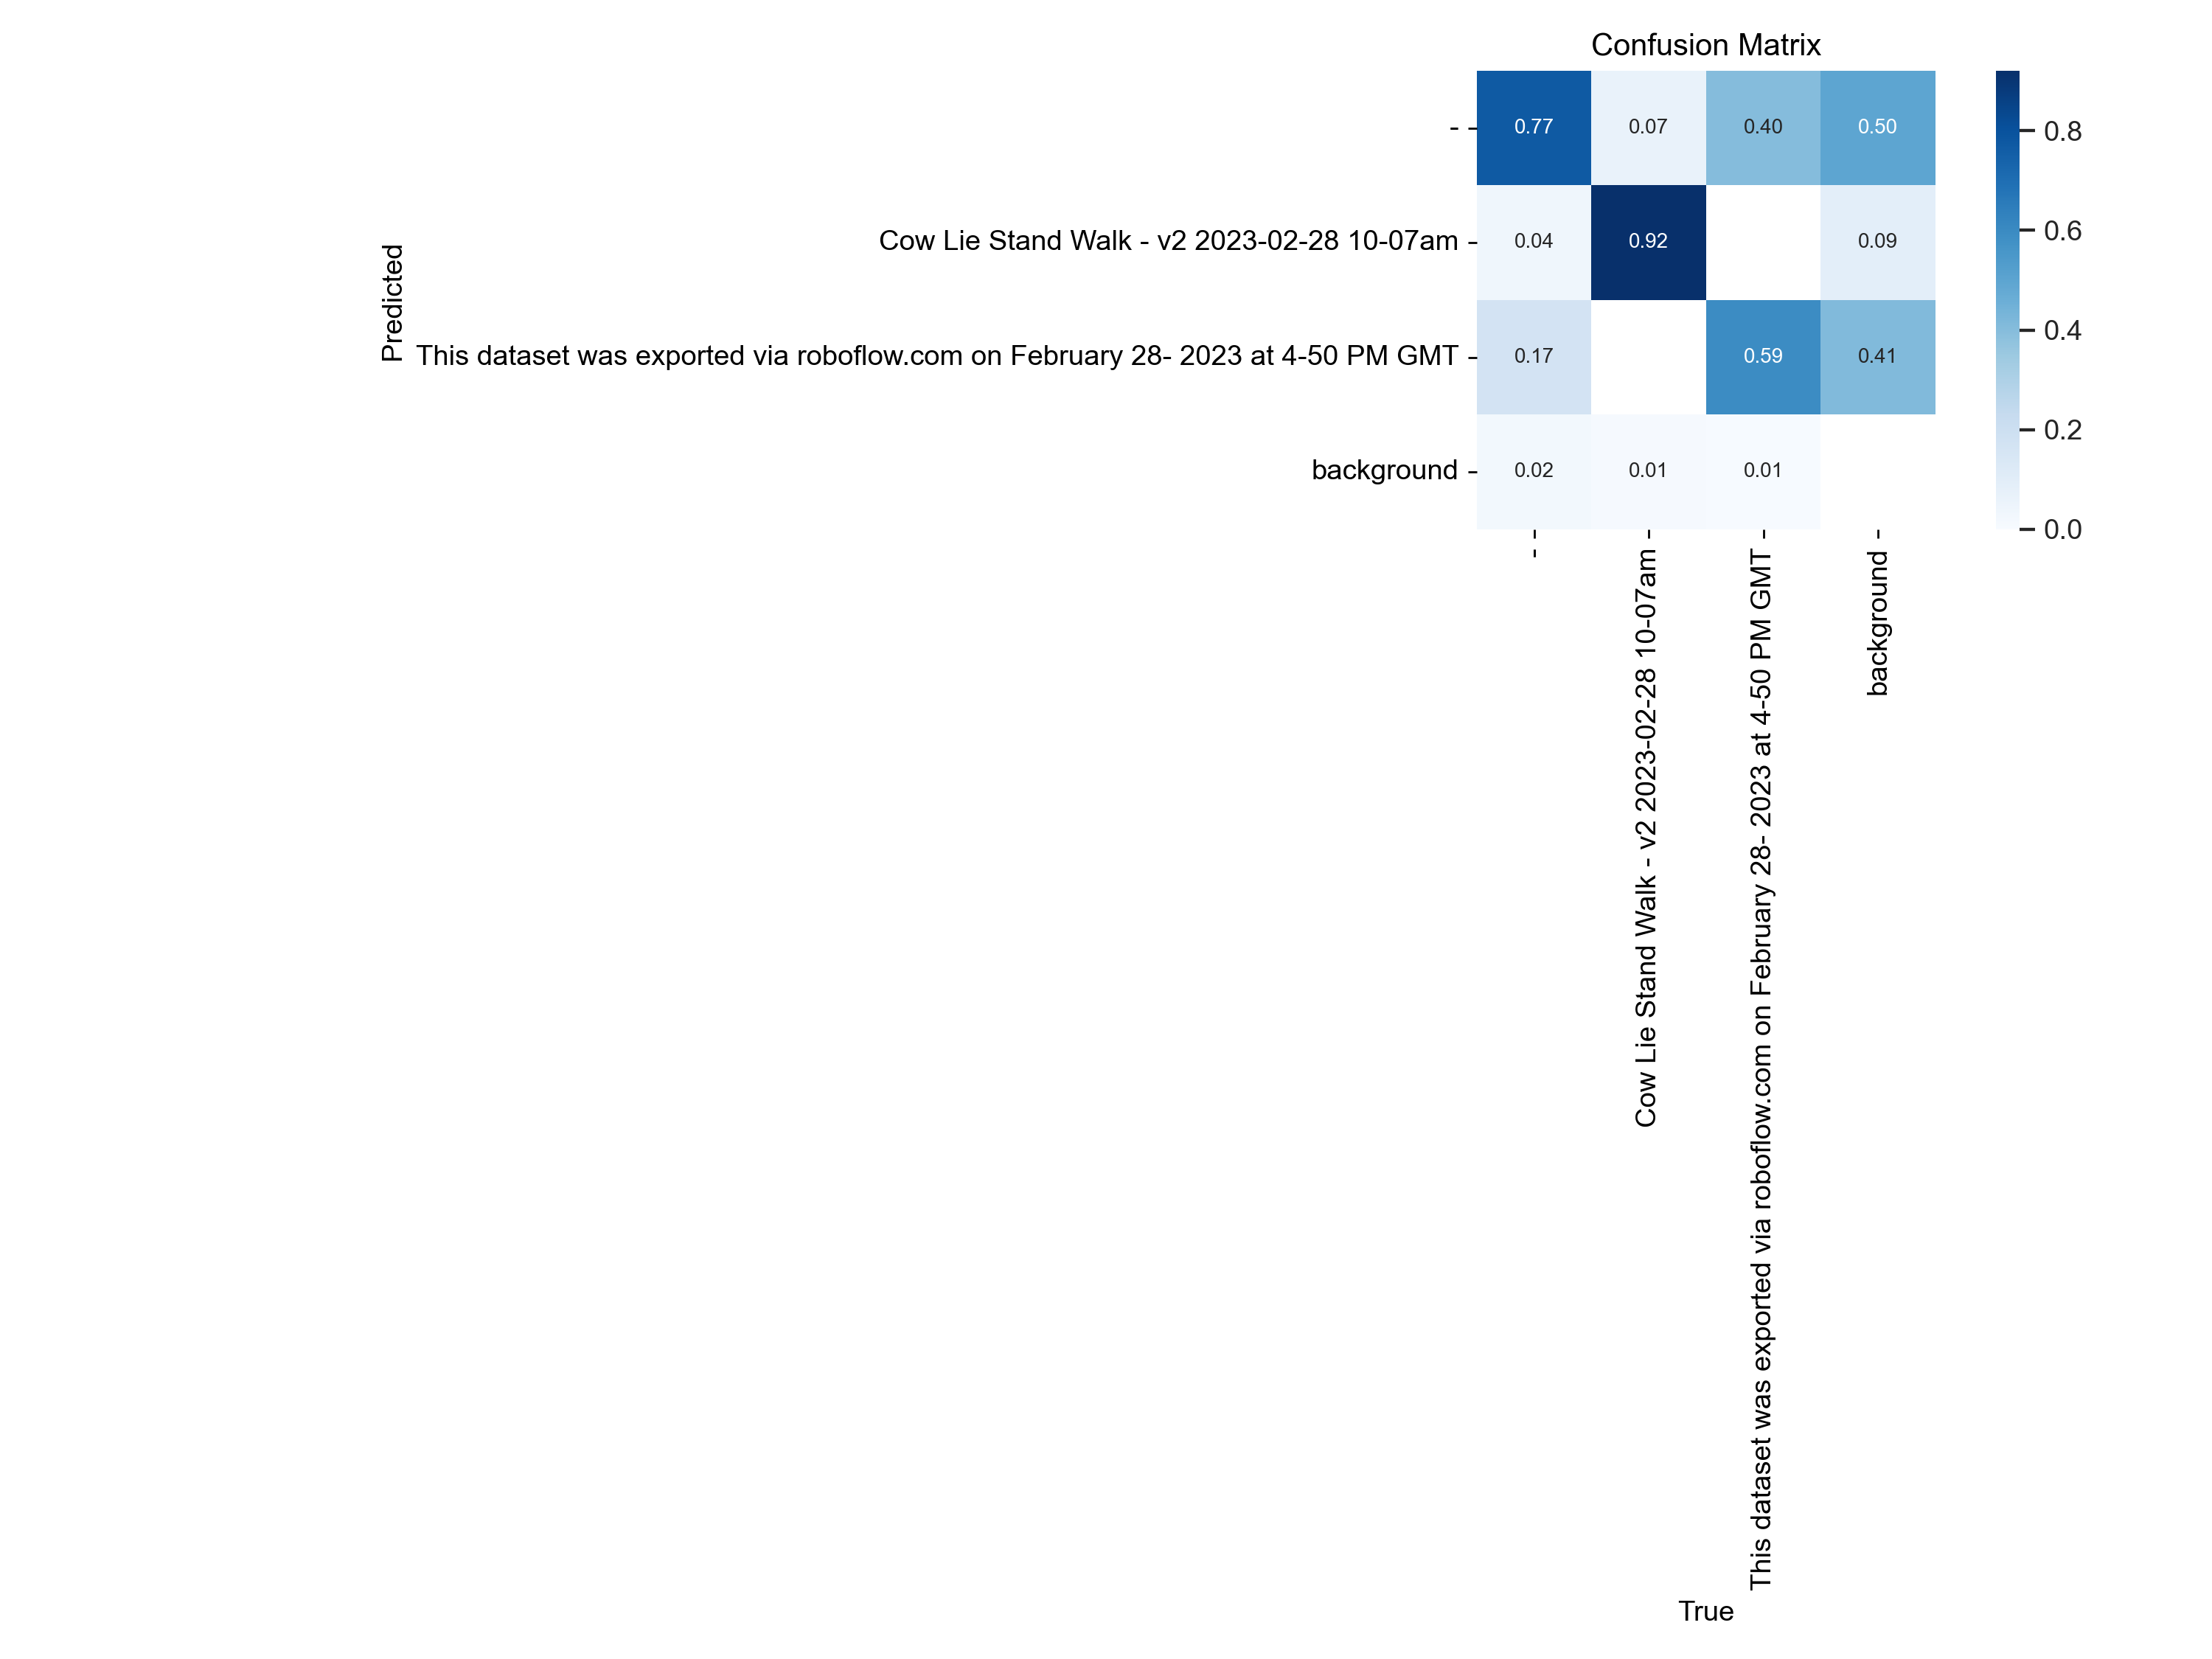 Confusion Matrix
Predicted
-
0.77 0.07 0.40 0.50
Cow Lie Stand Walk - v2 2023-02-28 10-07am
0.04 0.92 0.09
This dataset was exported via roboflow.com on February 28- 2023 at 4-50 PM GMT
0.17 0.59 0.41
background
0.02 0.01 0.01
0.8
0.6
0.4
0.2
0.0
-
Cow Lie Stand Walk - v2 2023-02-28 10-07am
This dataset was exported via roboflow.com on February 28- 2023 at 4-50 PM GMT
background
True